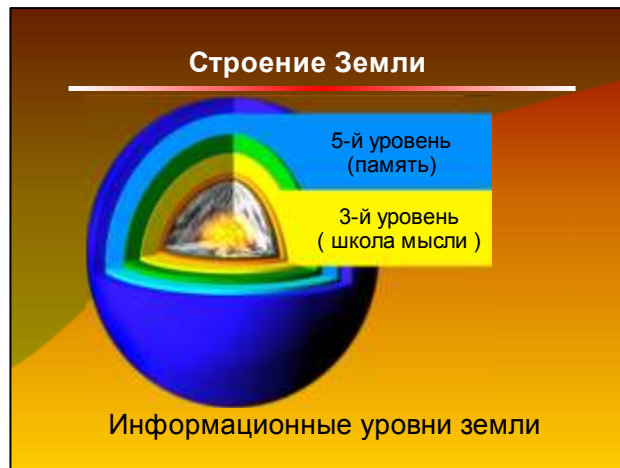 Строение Земли
5-й уровень
(память)
3-й уровень
( школа мысли )
Информационные уровни земли